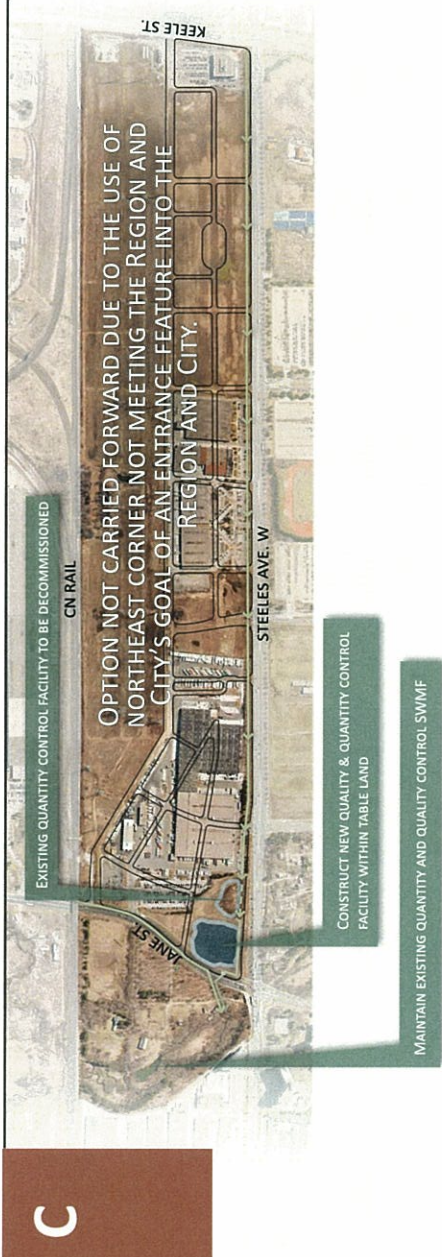 C
EXISTING QUANTITY CONTROL FACILITY TO BE DECOMMISSIONED
CN RAIL
KEELE ST.
OPTION NOT CARRIED FORWARD DUE TO THE USE OF
NORTHEAST CORNER NOT MEETING THE REGION AND
CITY'S GOAL OF AN ENTRANCE FEATURE INTO THE
REGION AND CITY.
JANE ST.
STEELES AVE. W
CONSTRUCT NEW QUALITY & QUANTITY CONTROL
FACILITY WITHIN TABLE LAND
MAINTAIN EXISTING QUANTITY AND QUALITY CONTROL SWMF